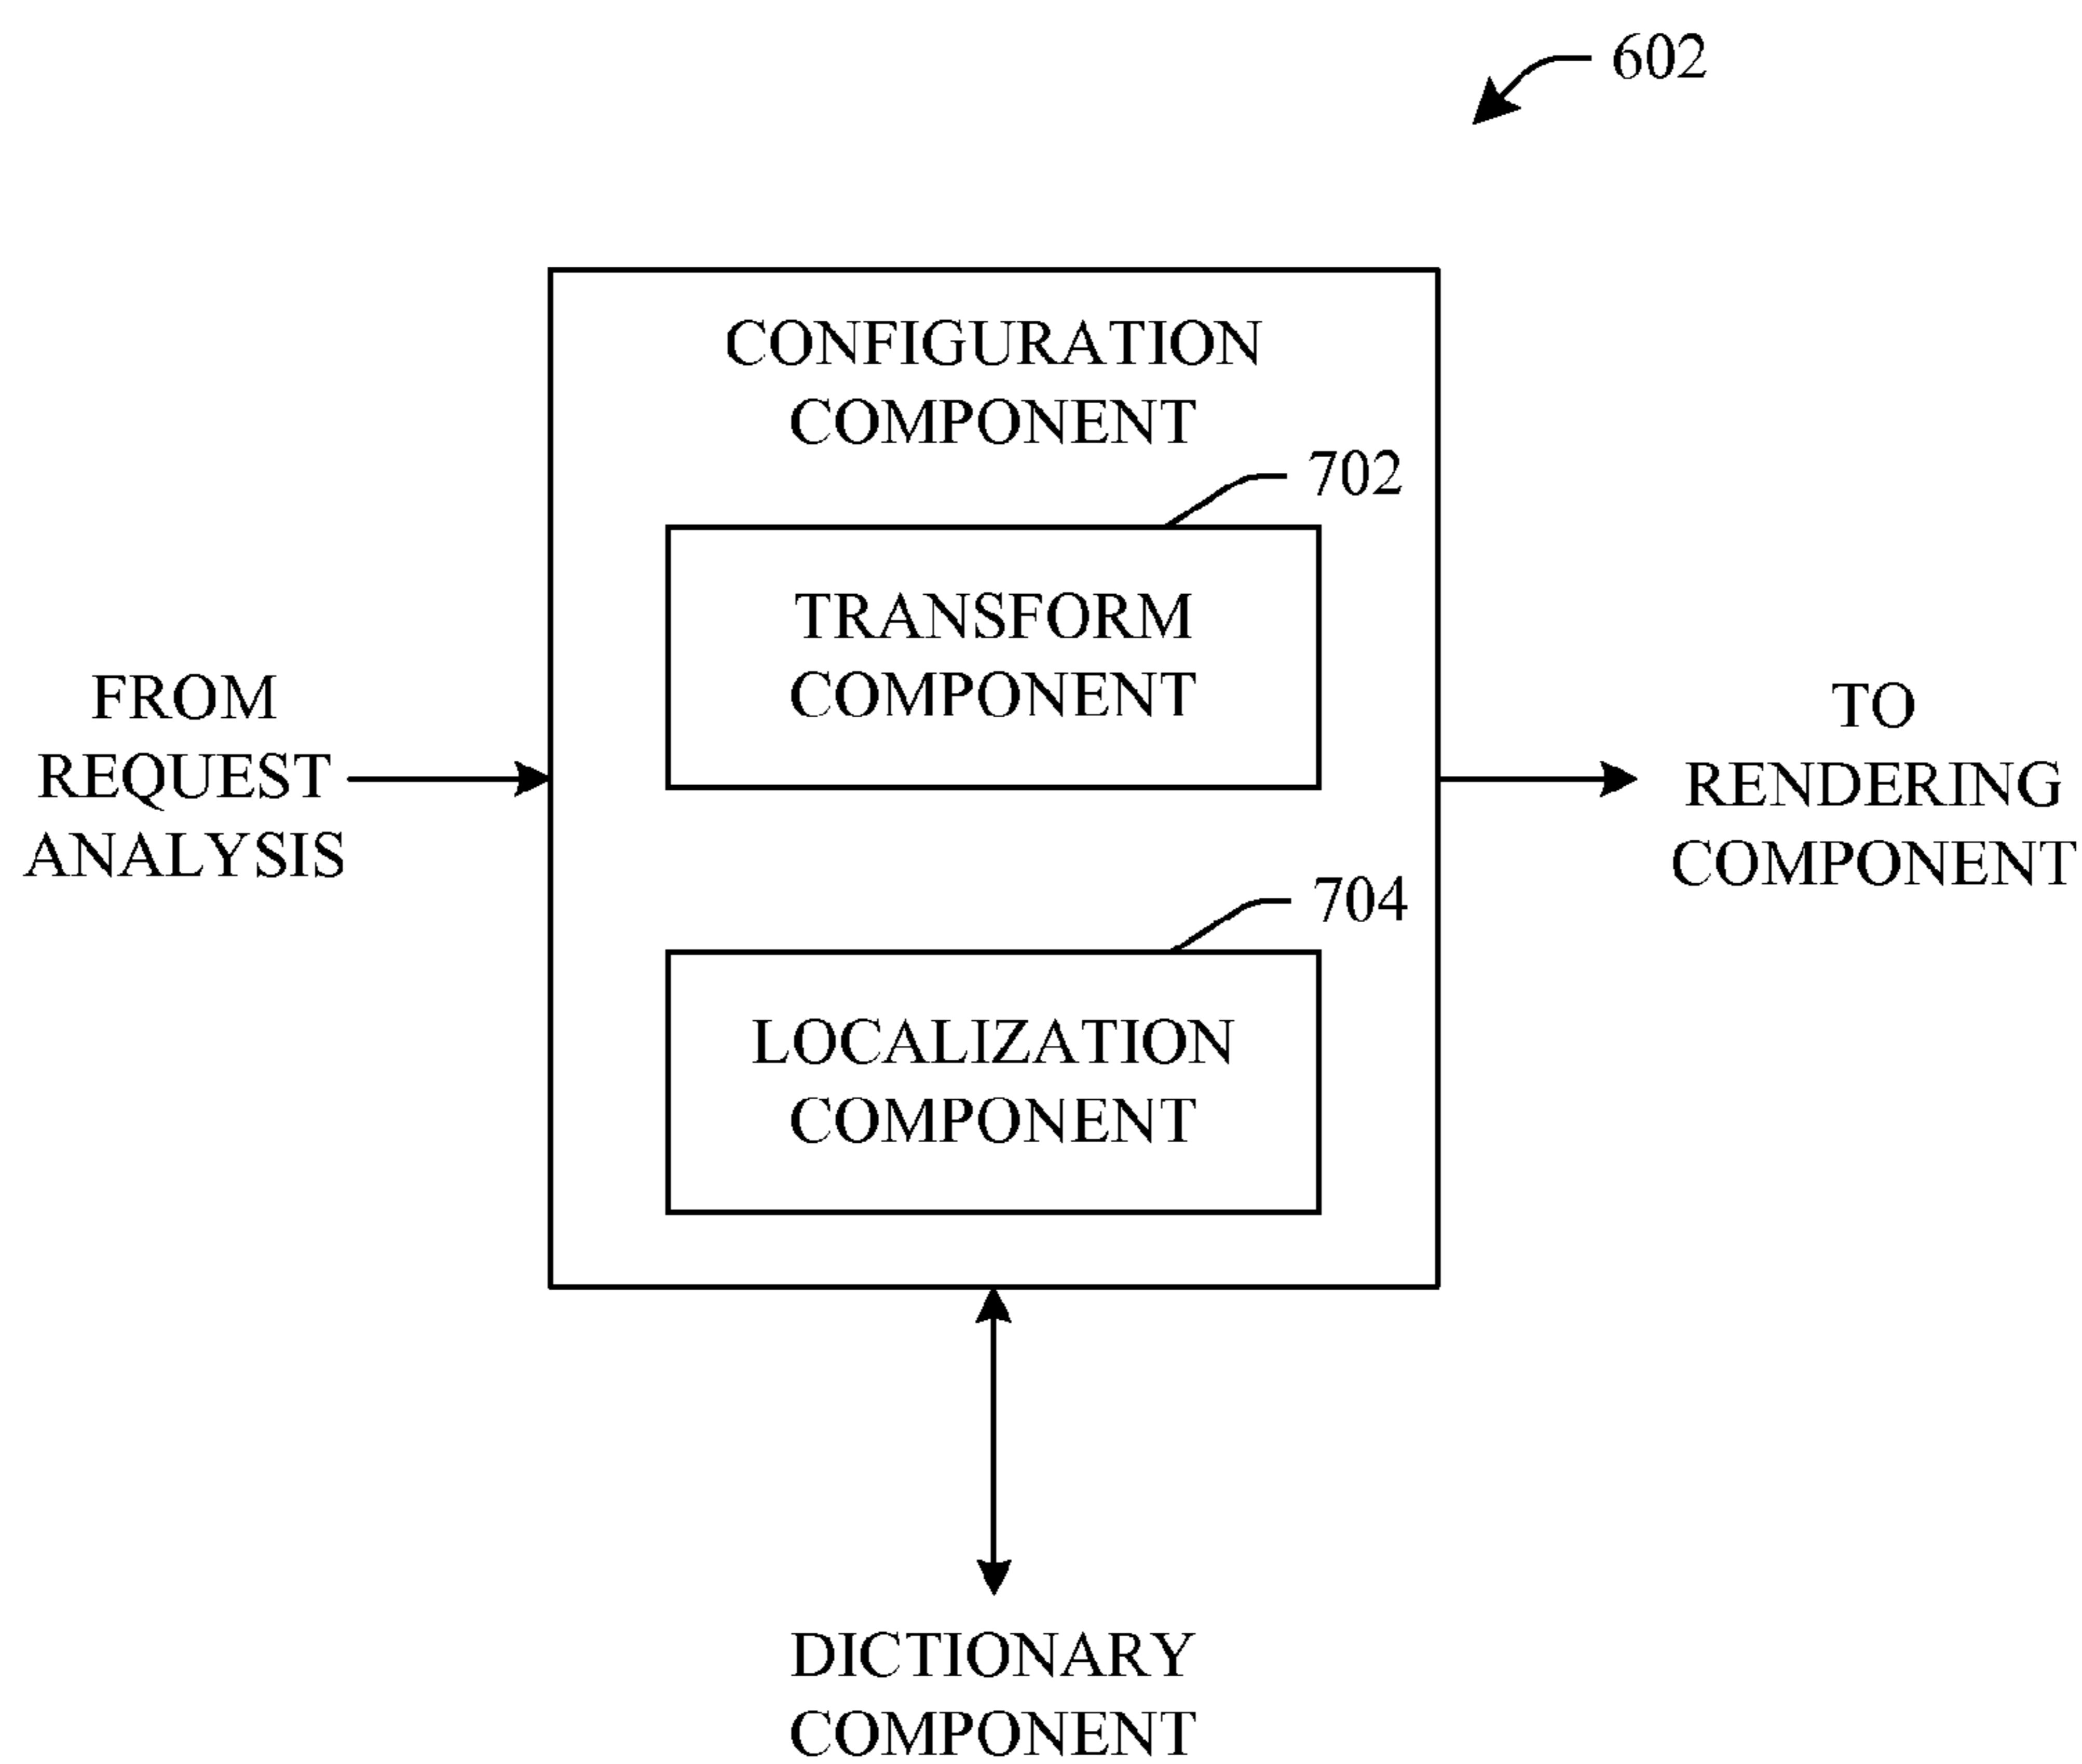 602
CONFIGURATION
COMPONENT
702
TRANSFORM
COMPONENT
FROM
REQUEST
ANALYSIS
TO
RENDERING
COMPONENT
704
LOCALIZATION
COMPONENT
DICTIONARY
COMPONENT